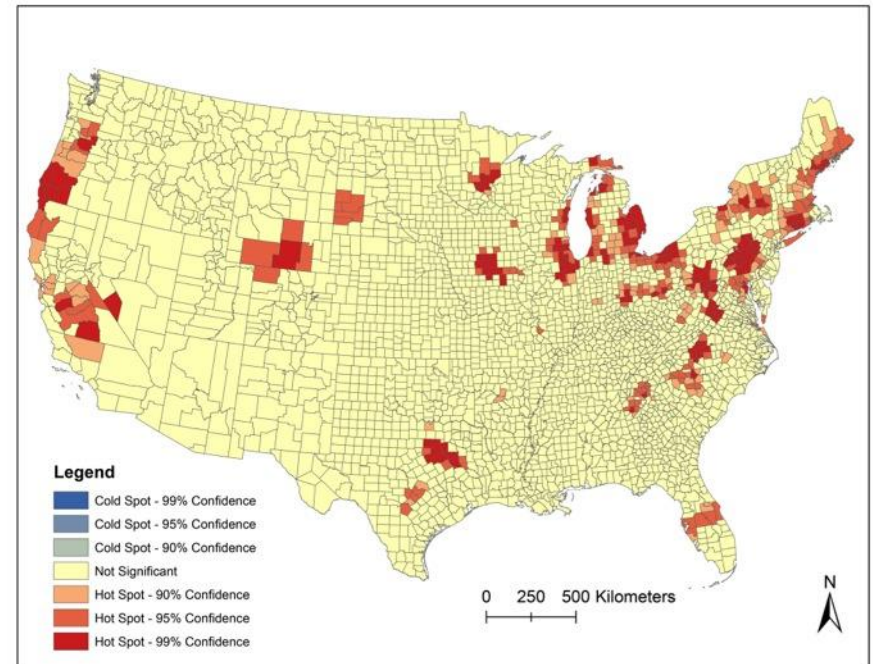 Legend
Cold Spot - 99% Confidence
Cold Spot - 95% Confidence
Cold Spot - 90% Confidence
Not Significant
Hot Spot - 90% Confidence
Hot Spot - 95% Confidence
Hot Spot - 99% Confidence
0 250 500 Kilometers
N